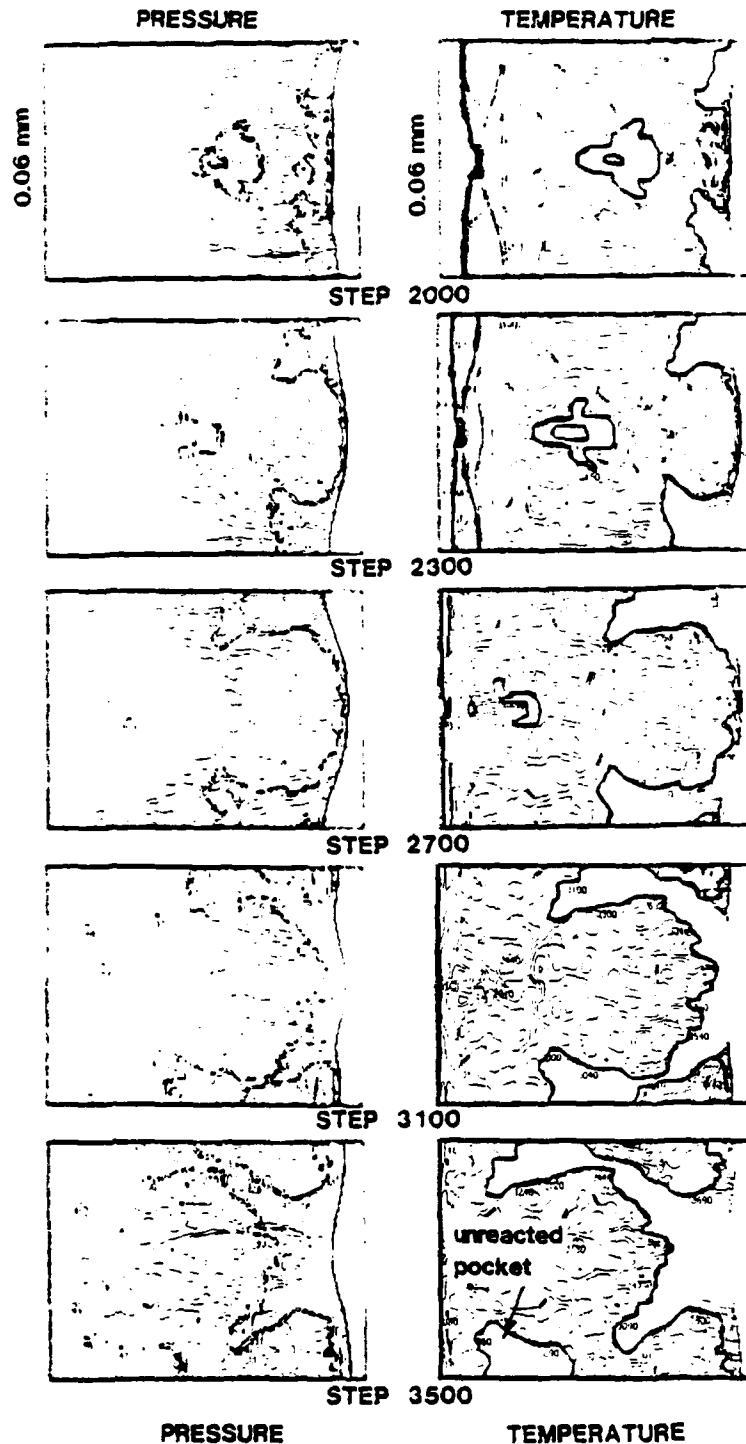 PRESSURE TEMPERATURE
0.06 mm 0.06 mm
STEP 2000
STEP 2300
STEP 2700
STEP 3100
unreacted
pocket
STEP 3500
PRESSURE TEMPERATURE